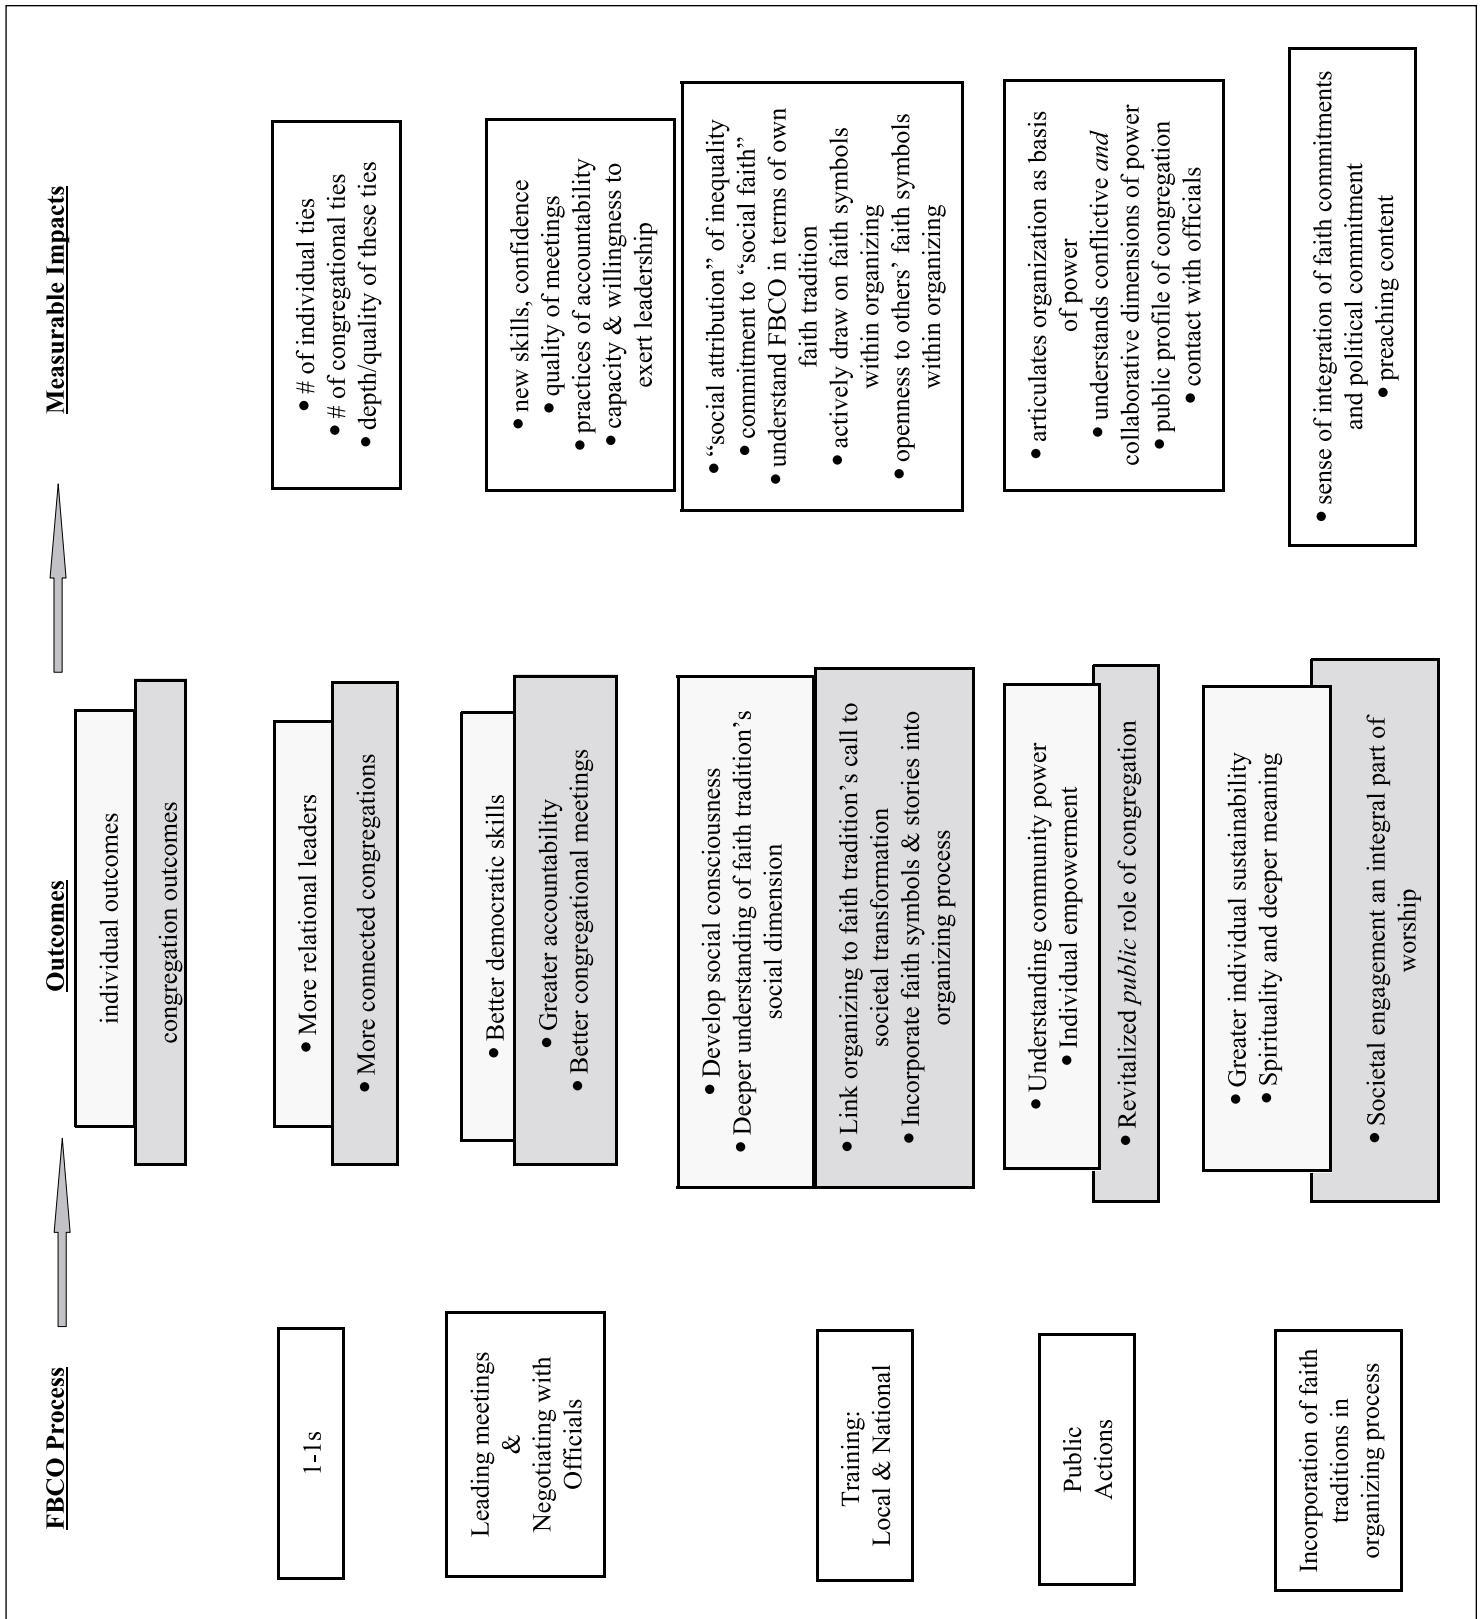 FBCO Process
Outcomes
Measurable Impacts
individual outcomes
congregation outcomes
1-1s
• More relational leaders
• More connected congregations
• # of individual ties
• # of congregational ties
• depth/quality of these ties
Leading meetings
&
Negotiating with
Officials
• Better democratic skills
• Greater accountability
• Better congregational meetings
• new skills, confidence
• quality of meetings
• practices of accountability
• capacity & willingness to
exert leadership
Training:
Local & National
• Develop social consciousness
• Deeper understanding of faith tradition’s
social dimension
• Link organizing to faith tradition’s call to
societal transformation
• Incorporate faith symbols & stories into
organizing process
• “social attribution” of inequality
• commitment to “social faith”
• understand FBCO in terms of own
faith tradition
• actively draw on faith symbols
within organizing
• openness to others’ faith symbols
within organizing
Public
Actions
• Understanding community power
• Individual empowerment
• Revitalized public role of congregation
• articulates organization as basis
of power
• understands conflictive and
collaborative dimensions of power
• public profile of congregation
• contact with officials
Incorporation of faith
traditions in
organizing process
• Greater individual sustainability
• Spirituality and deeper meaning
• Societal engagement an integral part of
worship
• sense of integration of faith commitments
and political commitment
• preaching content